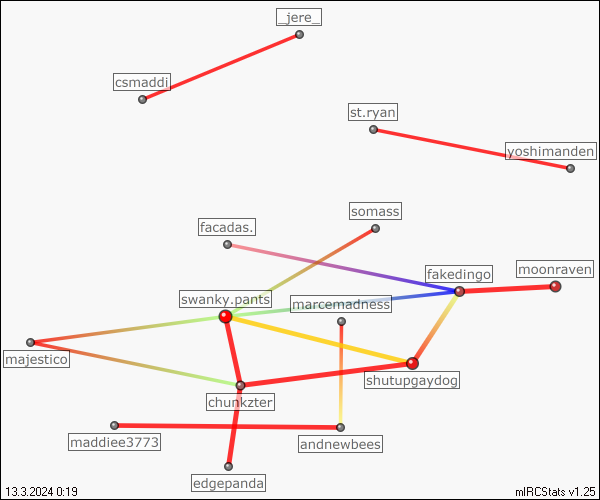 _jere_
csmaddi
st.ryan
yoshimanden
somass
facadas.
fakedingo
moonraven
swanky.pants
marcemadness
majestico
shutupgaydog
chunkzter
maddiee3773
andnewbees
edgepanda
13.3.2024 0:19
mIRCStats v1.25